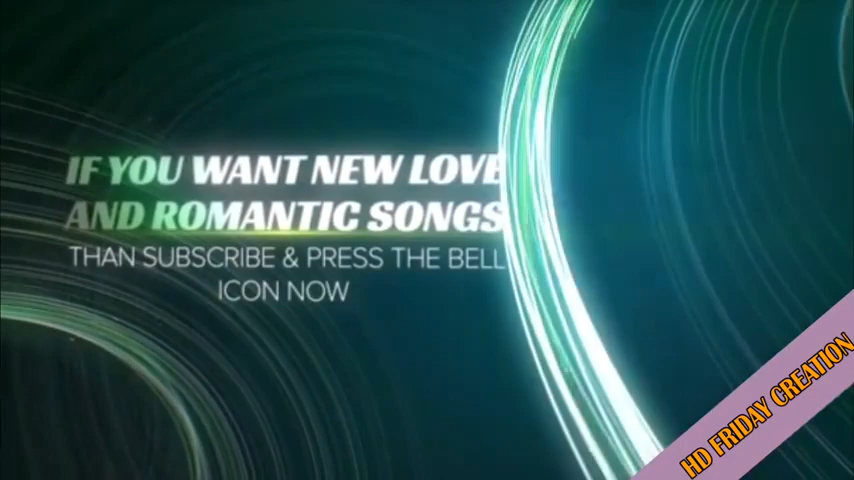 IF YOU WANT NEW LOVE
AND ROMANTIC SONGS
THAN SUBSCRIBE & PRESS THE BELL
ICON NOW
HD FRIDAY CREATION